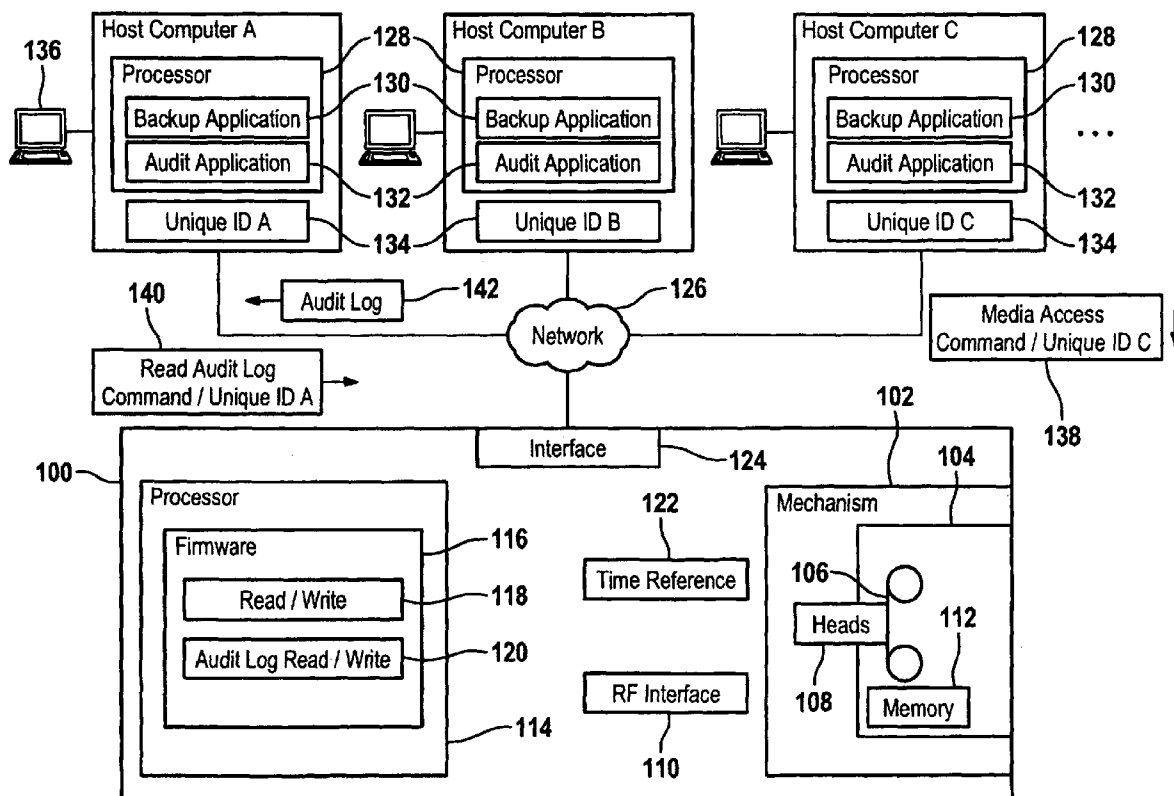 Host Computer A
Host Computer B
Host Computer C
136
128
128
Processor
Processor
Processor
130
130
Backup Application
Backup Application
Backup Application
...
Audit Application
Audit Application
Audit Application
132
132
Unique ID A
134
Unique ID B
Unique ID C
134
140
Audit Log
142
126
Network
Media Access
Command / Unique ID C
Read Audit Log
Command / Unique ID A
102
138
100
Interface
124
104
Processor
122
Mechanism
Firmware
116
Time Reference
106
Read / Write
118
112
Heads
Audit Log Read / Write
120
RF Interface
108
Memory
114
110